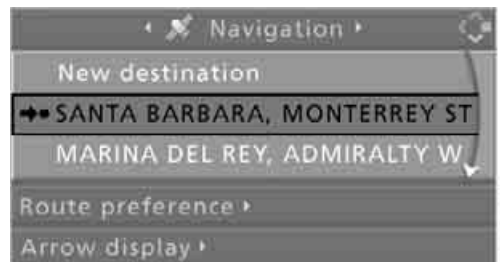 Navigation
New destination
SANTA BARBARA, MONTERREY ST
MARINA DEL REY, ADMIRALTY W
Route preference
Arrow display